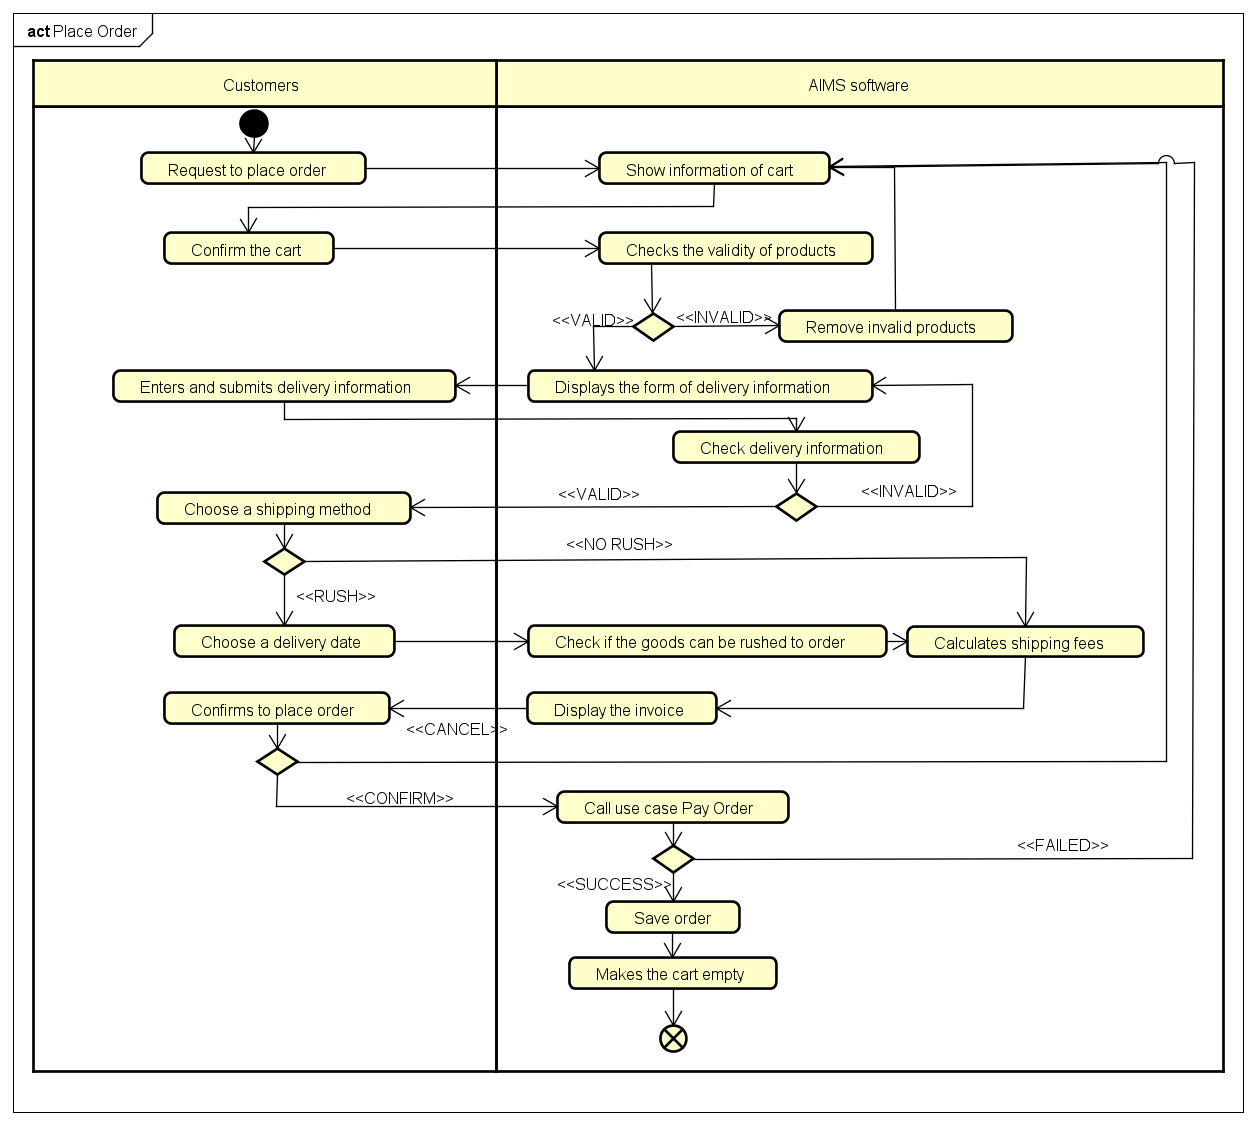 act Place Order
Customers
AIMS software
Request to place order
Show information of cart
Confirm the cart
Checks the validity of products
<<VALID>>
<<INVALID>>
Remove invalid products
Enters and submits delivery information
Displays the form of delivery information
Check delivery information
<<VALID>>
<<INVALID>>
Choose a shipping method
<<NO RUSH>>
<<RUSH>>
Choose a delivery date
Check if the goods can be rushed to order
Calculates shipping fees
Confirms to place order
Display the invoice
<<CANCEL>>
<<CONFIRM>>
Call use case Pay Order
<<FAILED>>
<<SUCCESS>>
Save order
Makes the cart empty